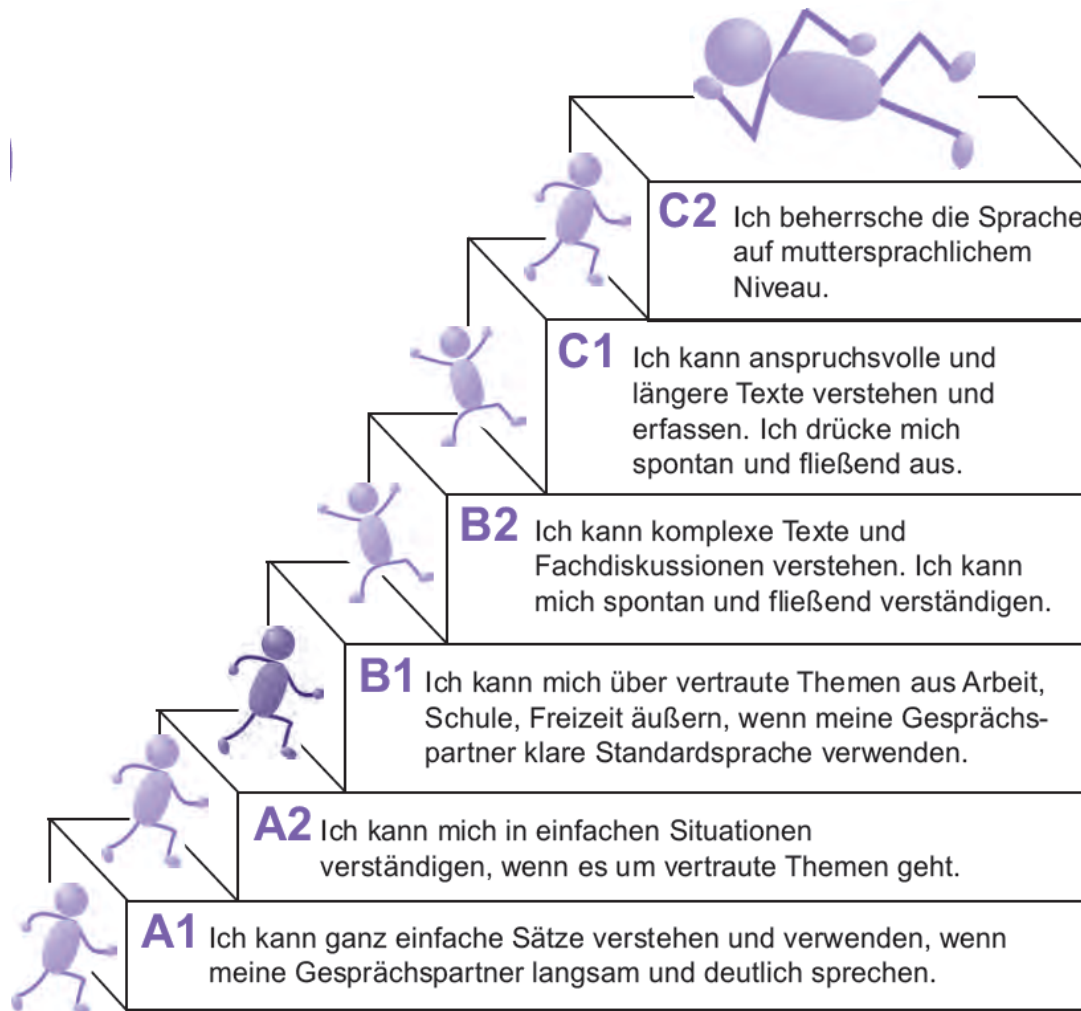 C2 Ich beherrsche die Sprache
auf muttersprachlichem
Niveau.
C1 Ich kann anspruchsvolle und
längere Texte verstehen und
erfassen. Ich drücke mich
spontan und fließend aus.
B2 Ich kann komplexe Texte und
Fachdiskussionen verstehen. Ich kann
mich spontan und fließend verständigen.
B1 Ich kann mich über vertraute Themen aus Arbeit,
Schule, Freizeit äußern, wenn meine Gesprächs-
partner klare Standardsprache verwenden.
A2 Ich kann mich in einfachen Situationen
verständigen, wenn es um vertraute Themen geht.
A1 Ich kann ganz einfache Sätze verstehen und verwenden, wenn
meine Gesprächspartner langsam und deutlich sprechen.